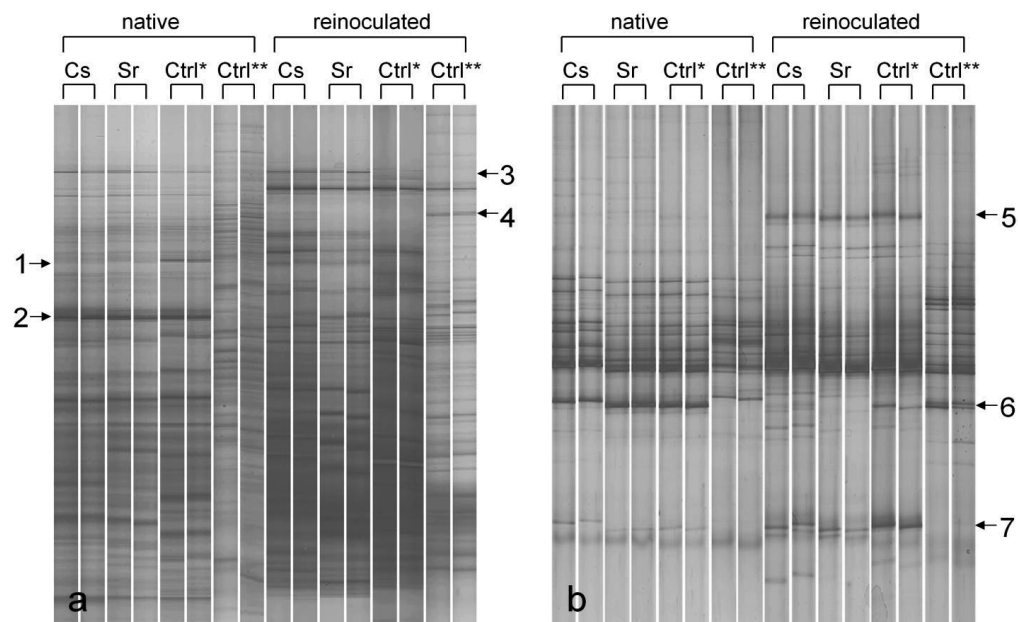 native reinoculated native reinoculated
Cs Sr Ctrl* Ctrl** Cs Sr Ctrl* Ctrl** Cs Sr Ctrl* Ctrl** Cs Sr Ctrl* Ctrl**
3
4
5
1
2
6
7
a b